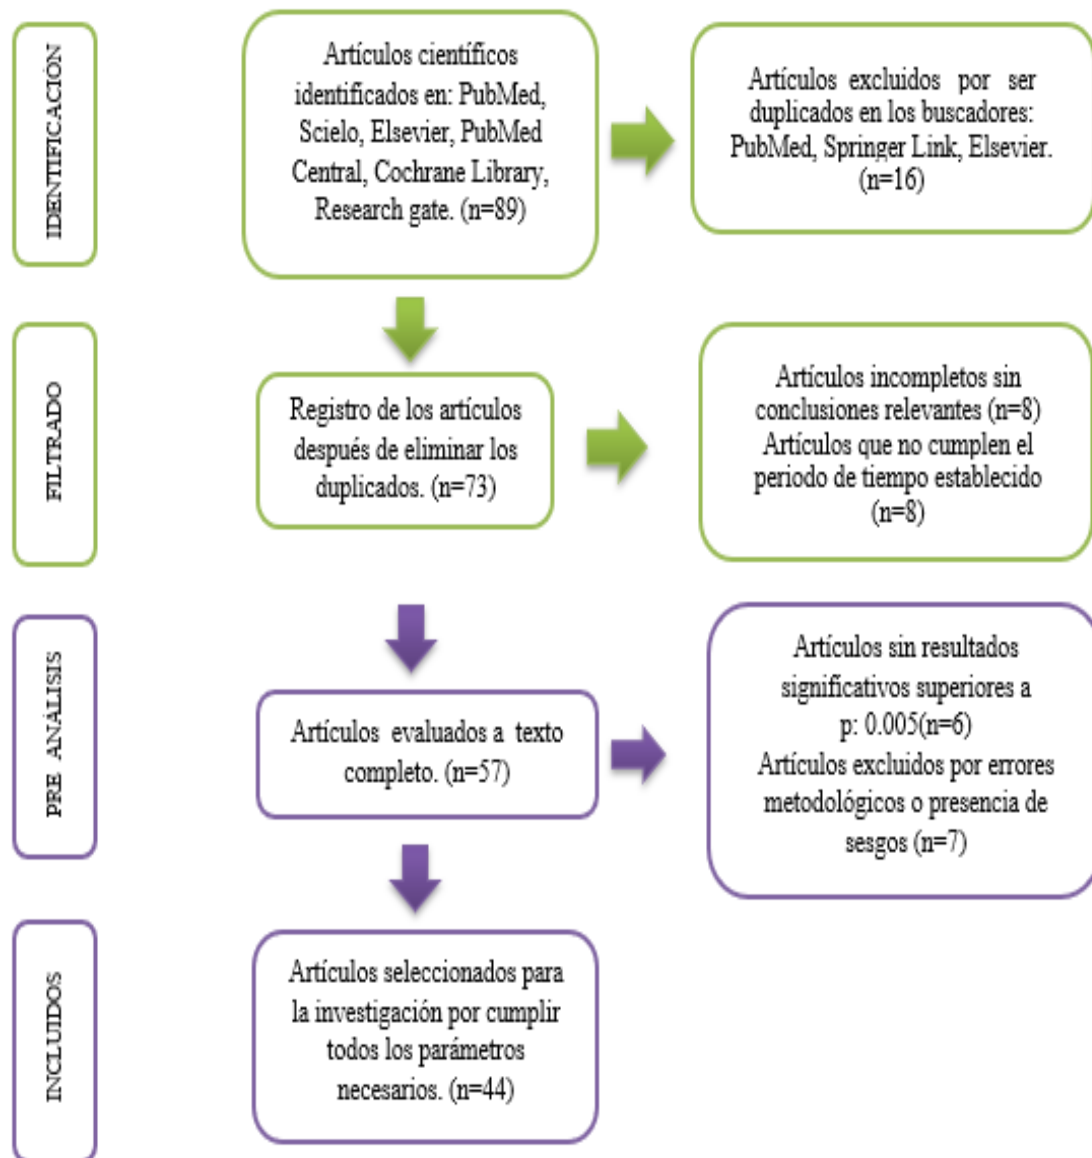 IDENTIFICACIÓN
Artículos científicos
identificados en: PubMed,
Scielo, Elsevier, PubMed
Central, Cochrane Library,
Research gate. (n=89)
Artículos excluidos por ser
duplicados en los buscadores:
PubMed, Springer Link, Elsevier.
(n=16)
FILTRADO
Registro de los artículos
después de eliminar los
duplicados. (n=73)
Artículos incompletos sin
conclusiones relevantes (n=8)
Artículos que no cumplen el
periodo de tiempo establecido
(n=8)
PRE ANÁLISIS
Artículos evaluados a texto
completo. (n=57)
Artículos sin resultados
significativos superiores a
p: 0.005(n=6)
Artículos excluidos por errores
metodológicos o presencia de
sesgos (n=7)
INCLUIDOS
Artículos seleccionados para
la investigación por cumplir
todos los parámetros
necesarios. (n=44)